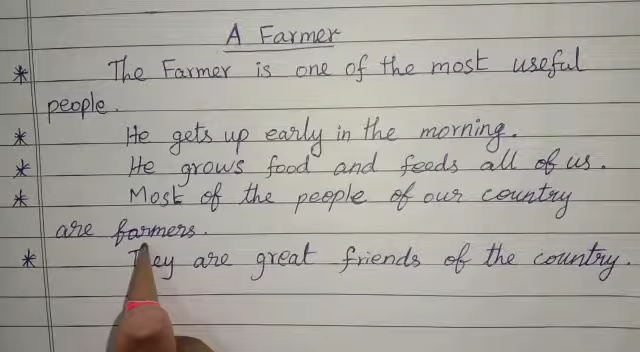 A Farmer
* The Farmer is one of the most useful
people.
* He gets up early in the morning.
* He grows food and feeds all of us.
* Most of the people of our country
are farmers.
* They are great friends of the country.